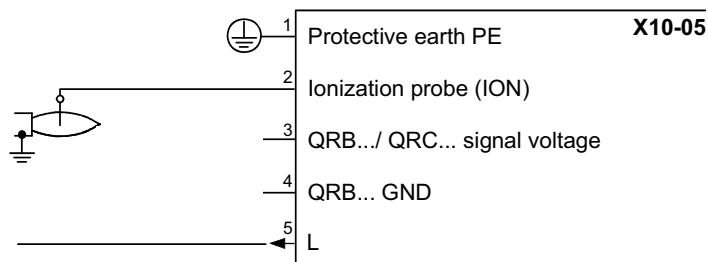 X10-05
1 Protective earth PE
2 Ionization probe (ION)
3 QRB.../ QRC... signal voltage
4 QRB... GND
5 L